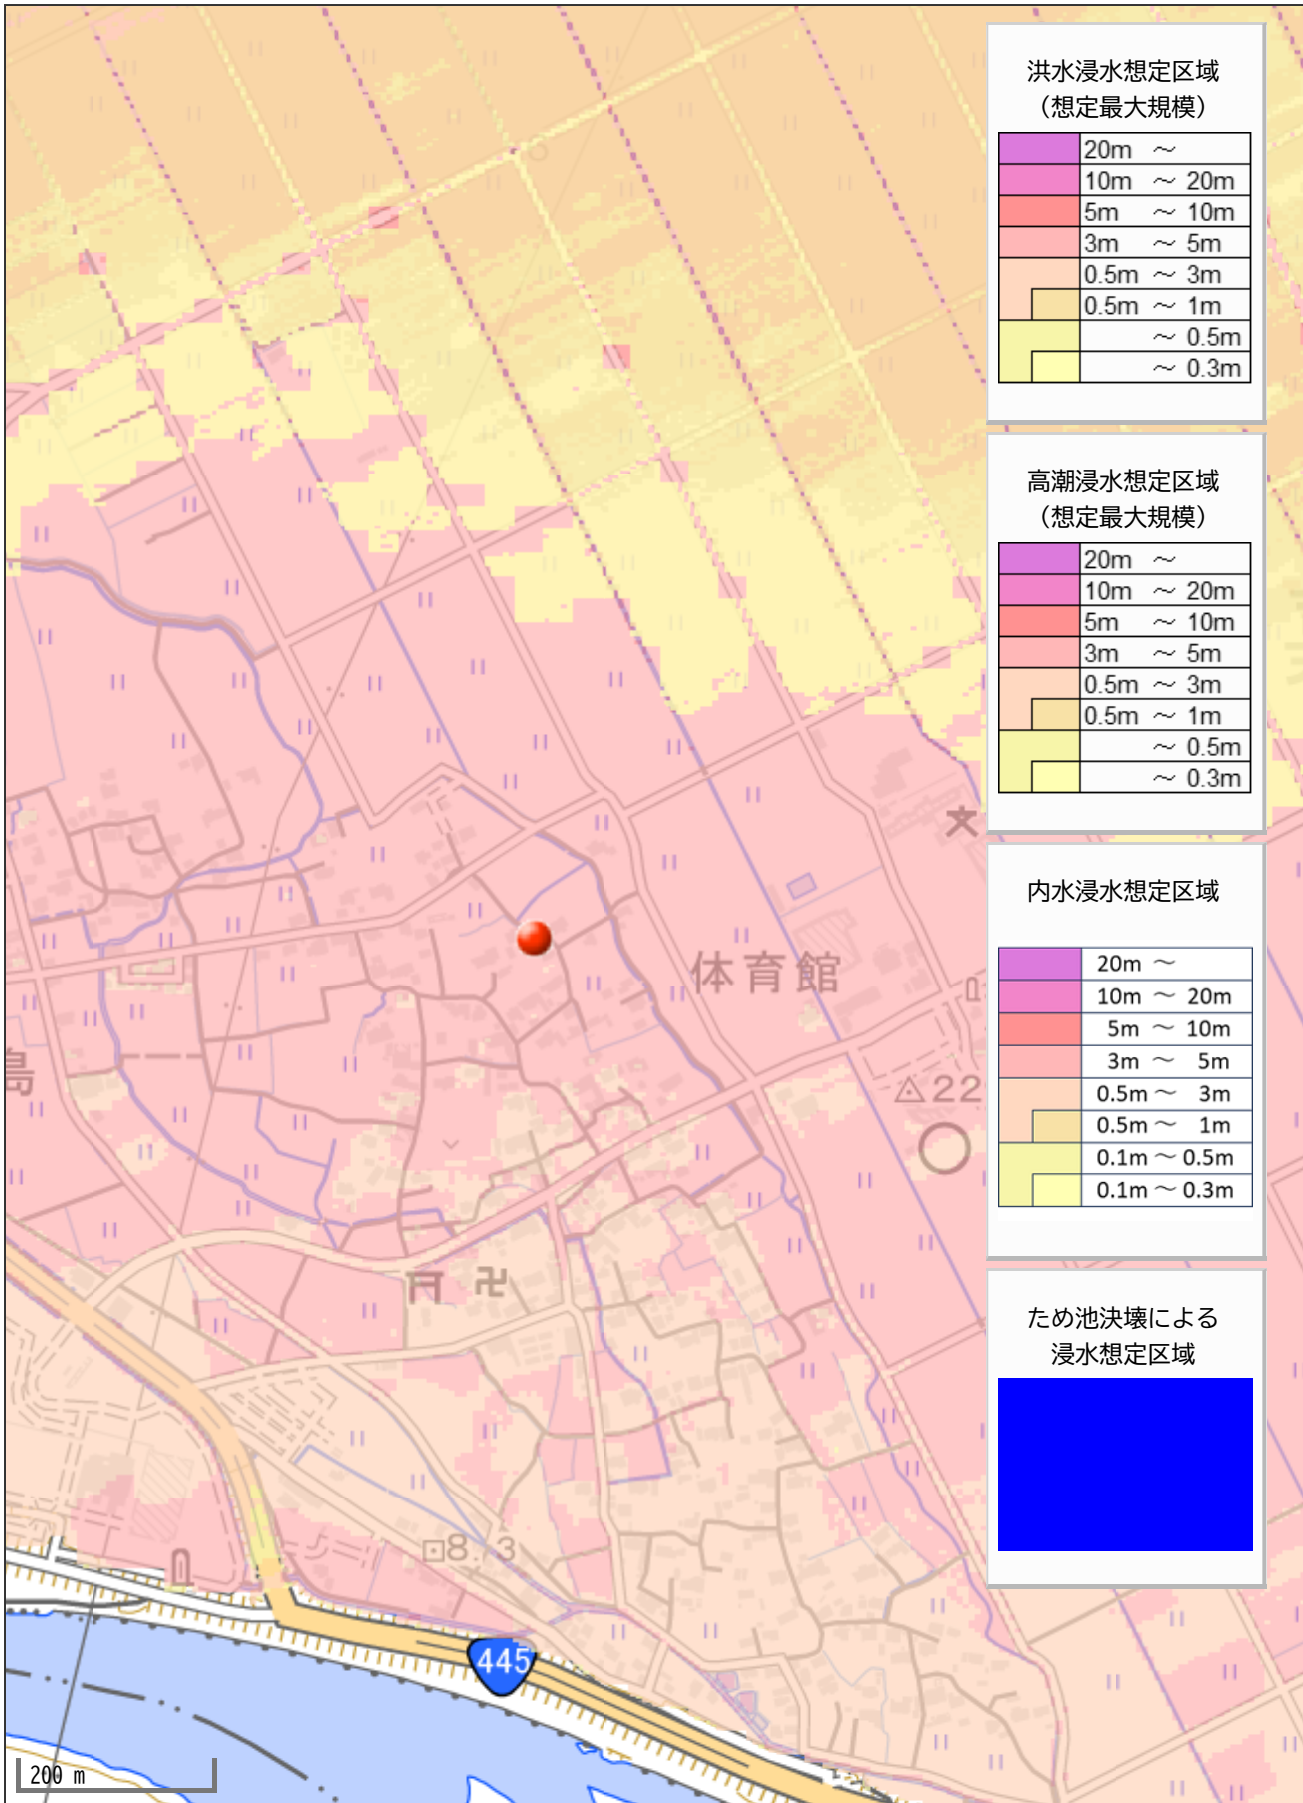 洪水浸水想定区域
（想定最大規模）
20m ～
10m ～ 20m
5m ～ 10m
3m ～ 5m
0.5m ～ 3m
0.5m ～ 1m
～ 0.5m
～ 0.3m
高潮浸水想定区域
（想定最大規模）
20m ～
10m ～ 20m
5m ～ 10m
3m ～ 5m
0.5m ～ 3m
0.5m ～ 1m
～ 0.5m
～ 0.3m
内水浸水想定区域
20m ～
10m ～ 20m
5m ～ 10m
3m ～ 5m
0.5m ～ 3m
0.5m ～ 1m
0.1m ～ 0.5m
0.1m ～ 0.3m
ため池決壊による
浸水想定区域
体育館
島
22
8.3
445
200 m